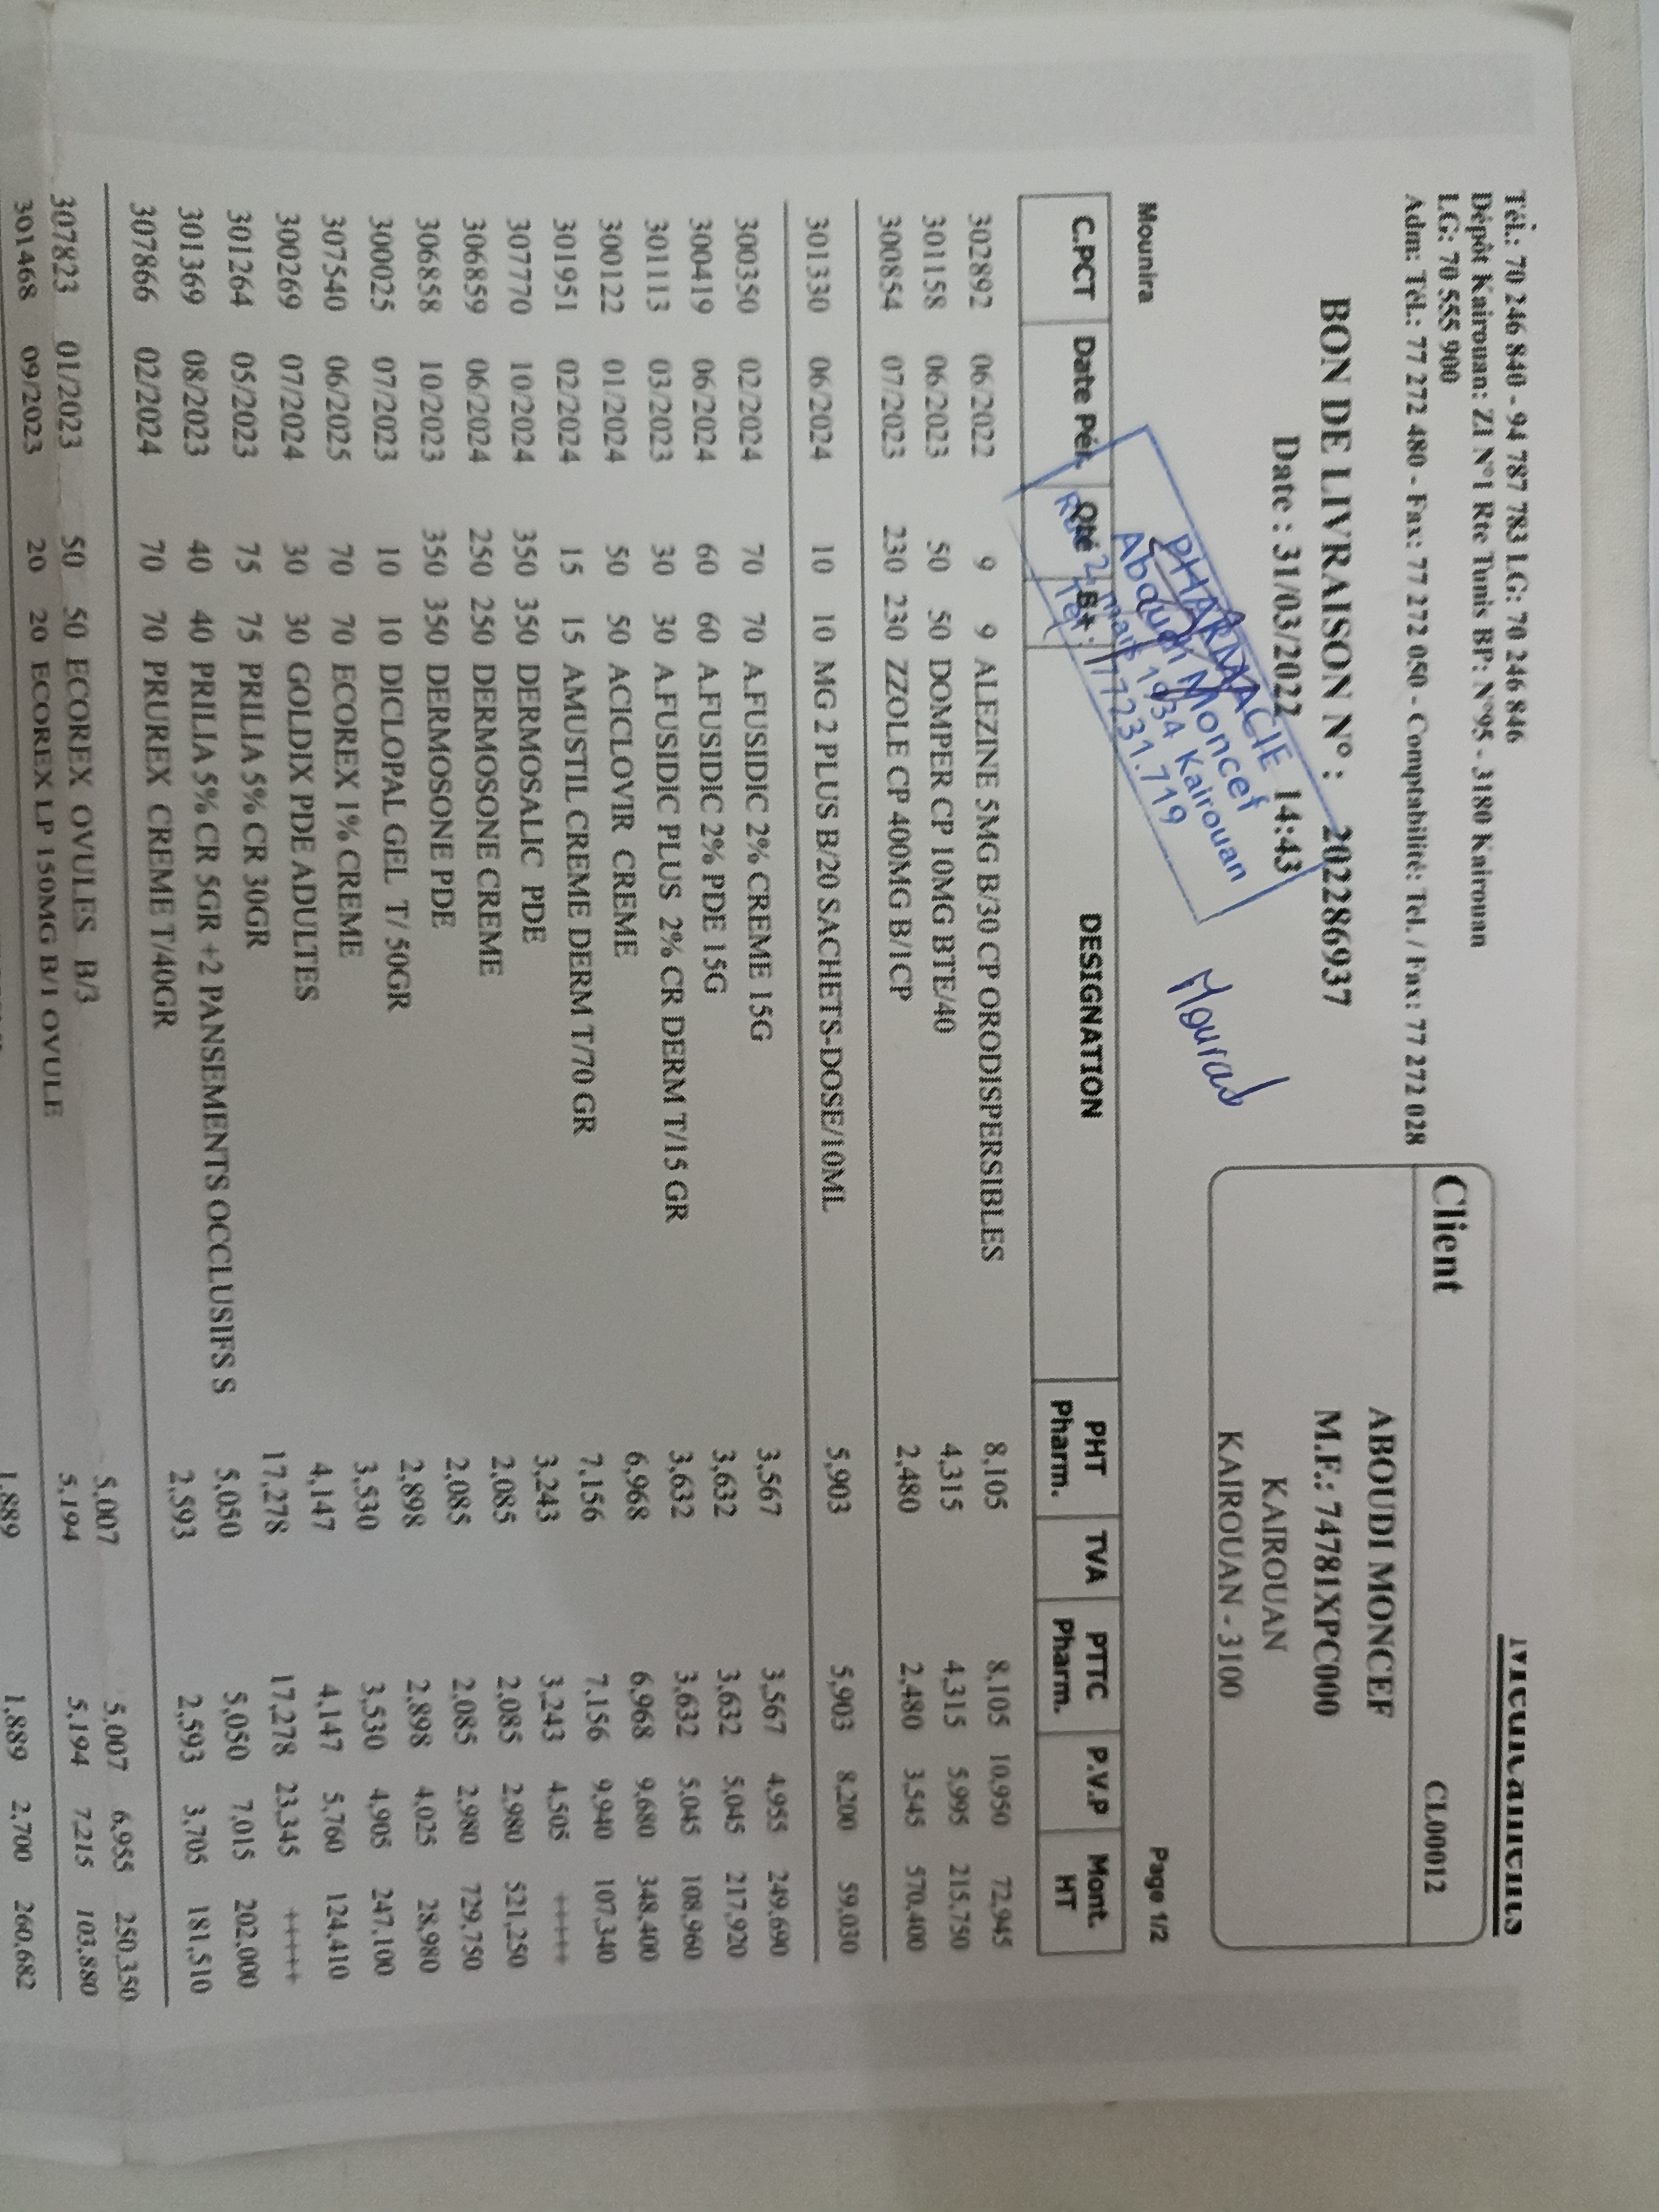 Médicaments
Tél.: 70 246 840 - 94 787 783 LG: 70 246 846
Dépôt Kairouan: ZI N°1 Rte Tunis BP: N°95 - 3180 Kairouan
LG: 70 555 900
Adm: Tél.: 77 272 480 - Fax: 77 272 050 - Comptabilité: Tel. / Fax: 77 272 028
Client CL00012
ABOUDI MONCEF
M.F.: 74781XPC000
KAIROUAN
KAIROUAN - 3100
BON DE LIVRAISON N° : 202286937
Date : 31/03/2022 14:43
PHARMACIE
Aboudi Moncef
Rue 2 mars 1934 Kairouan
Tél : 77231.719
Mourad
Mounira Page 1/2
C.PCT Date Pér. Qté B+ DESIGNATION PHT Pharm. TVA PTTC Pharm. P.V.P Mont. HT
302892 06/2022 9 9 ALEZINE 5MG B/30 CP ORODISPERSIBLES 8,105 8,105 10,950 72,945
301158 06/2023 50 50 DOMPER CP 10MG BTE/40 4,315 4,315 5,995 215,750
300854 07/2023 230 230 ZZOLE CP 400MG B/1CP 2,480 2,480 3,545 570,400
301330 06/2024 10 10 MG 2 PLUS B/20 SACHETS-DOSE/10ML 5,903 5,903 8,200 59,030
300350 02/2024 70 70 A.FUSIDIC 2% CREME 15G 3,567 3,567 4,955 249,690
300419 06/2024 60 60 A.FUSIDIC 2% PDE 15G 3,632 3,632 5,045 217,920
301113 03/2023 30 30 A.FUSIDIC PLUS 2% CR DERM T/15 GR 3,632 3,632 5,045 108,960
300122 01/2024 50 50 ACICLOVIR CREME 6,968 6,968 9,680 348,400
301951 02/2024 15 15 AMUSTIL CREME DERM T/70 GR 7,156 7,156 9,940 107,340
307770 10/2024 350 350 DERMOSALIC PDE 3,243 3,243 4,505 ++++
306859 06/2024 250 250 DERMOSONE CREME 2,085 2,085 2,980 521,250
306858 10/2023 350 350 DERMOSONE PDE 2,085 2,085 2,980 729,750
300025 07/2023 10 10 DICLOPAL GEL T/ 50GR 2,898 2,898 4,025 28,980
307540 06/2025 70 70 ECOREX 1% CREME 3,530 3,530 4,905 247,100
300269 07/2024 30 30 GOLDIX PDE ADULTES 4,147 4,147 5,760 124,410
301264 05/2023 75 75 PRILIA 5% CR 30GR 17,278 17,278 23,345 ++++
301369 08/2023 40 40 PRILIA 5% CR 5GR +2 PANSEMENTS OCCLUSIFS S 5,050 5,050 7,015 202,000
307866 02/2024 70 70 PRUREX CREME T/40GR 2,593 2,593 3,705 181,510
307823 01/2023 50 50 ECOREX OVULES B/3 5,007 5,007 6,955 250,350
301468 09/2023 20 20 ECOREX LP 150MG B/1 OVULE 5,194 5,194 7,215 103,880
1,889 1,889 2,700 260,682